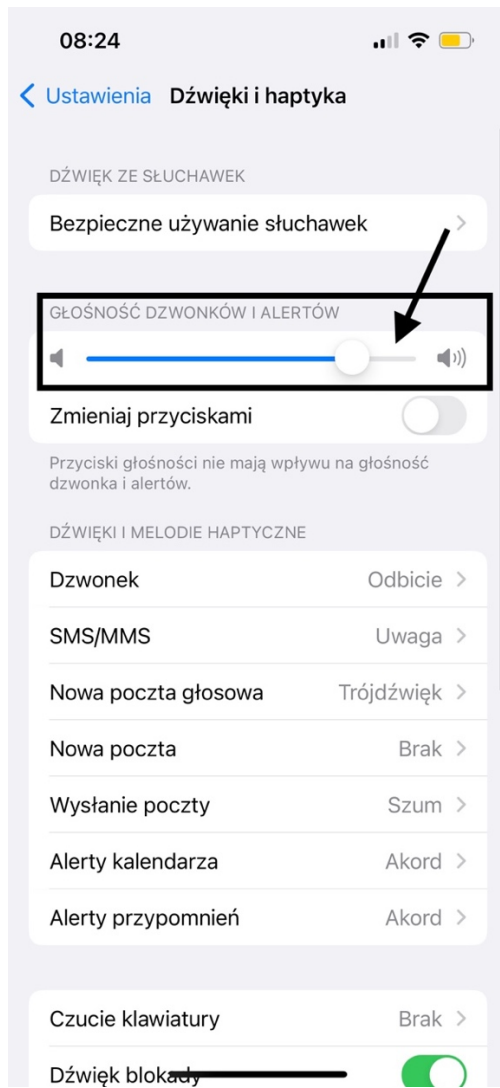 08:24
Ustawienia Dźwięki i haptyka
DŹWIĘK ZE SŁUCHAWEK
Bezpieczne używanie słuchawek
GŁOŚNOŚĆ DZWONKÓW I ALERTÓW
Zmieniaj przyciskami
Przyciski głośności nie mają wpływu na głośność
dzwonka i alertów.
DŹWIĘKI I MELODIE HAPTYCZNE
Dzwonek Odbicie
SMS/MMS Uwaga
Nowa poczta głosowa Trójdźwięk
Nowa poczta Brak
Wysłanie poczty Szum
Alerty kalendarza Akord
Alerty przypomnień Akord
Czucie klawiatury Brak
Dźwięk blokady